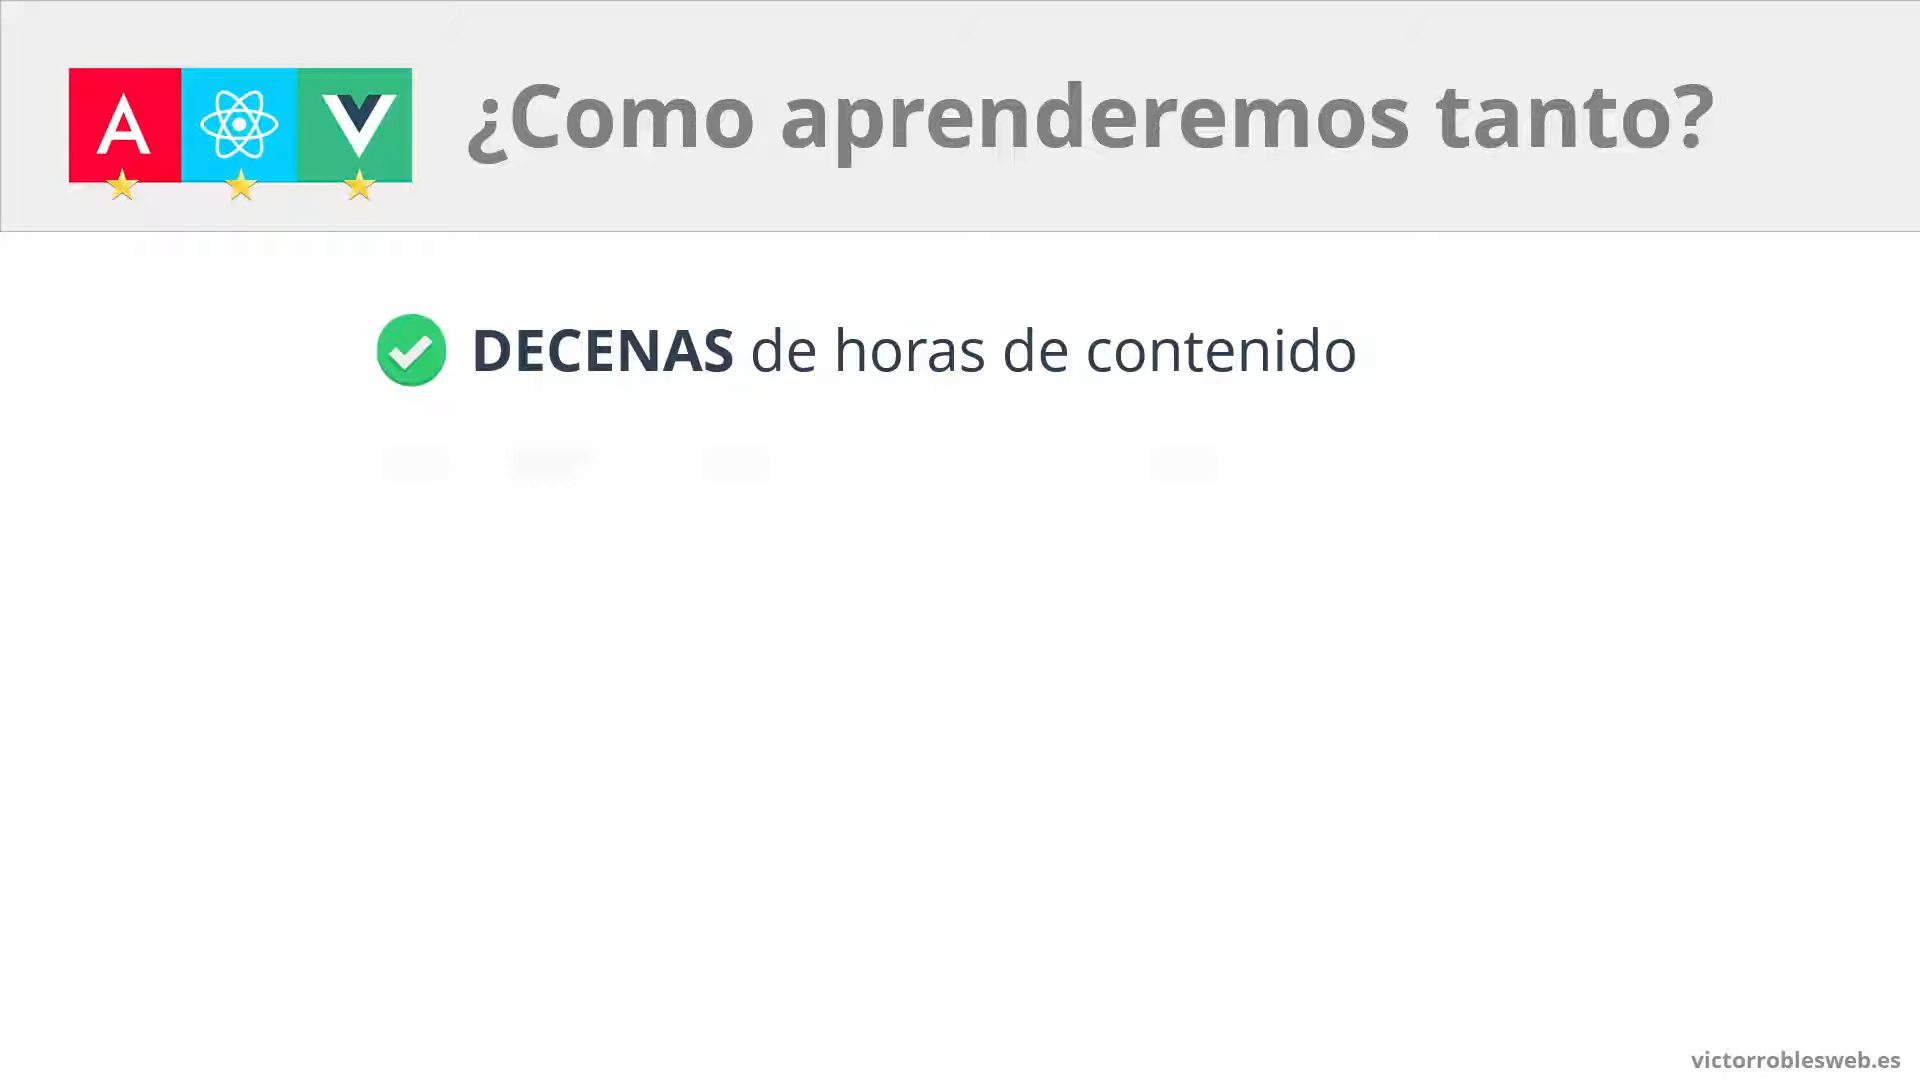 ¿Como aprenderemos tanto?
DECENAS de horas de contenido
victorroblesweb.es